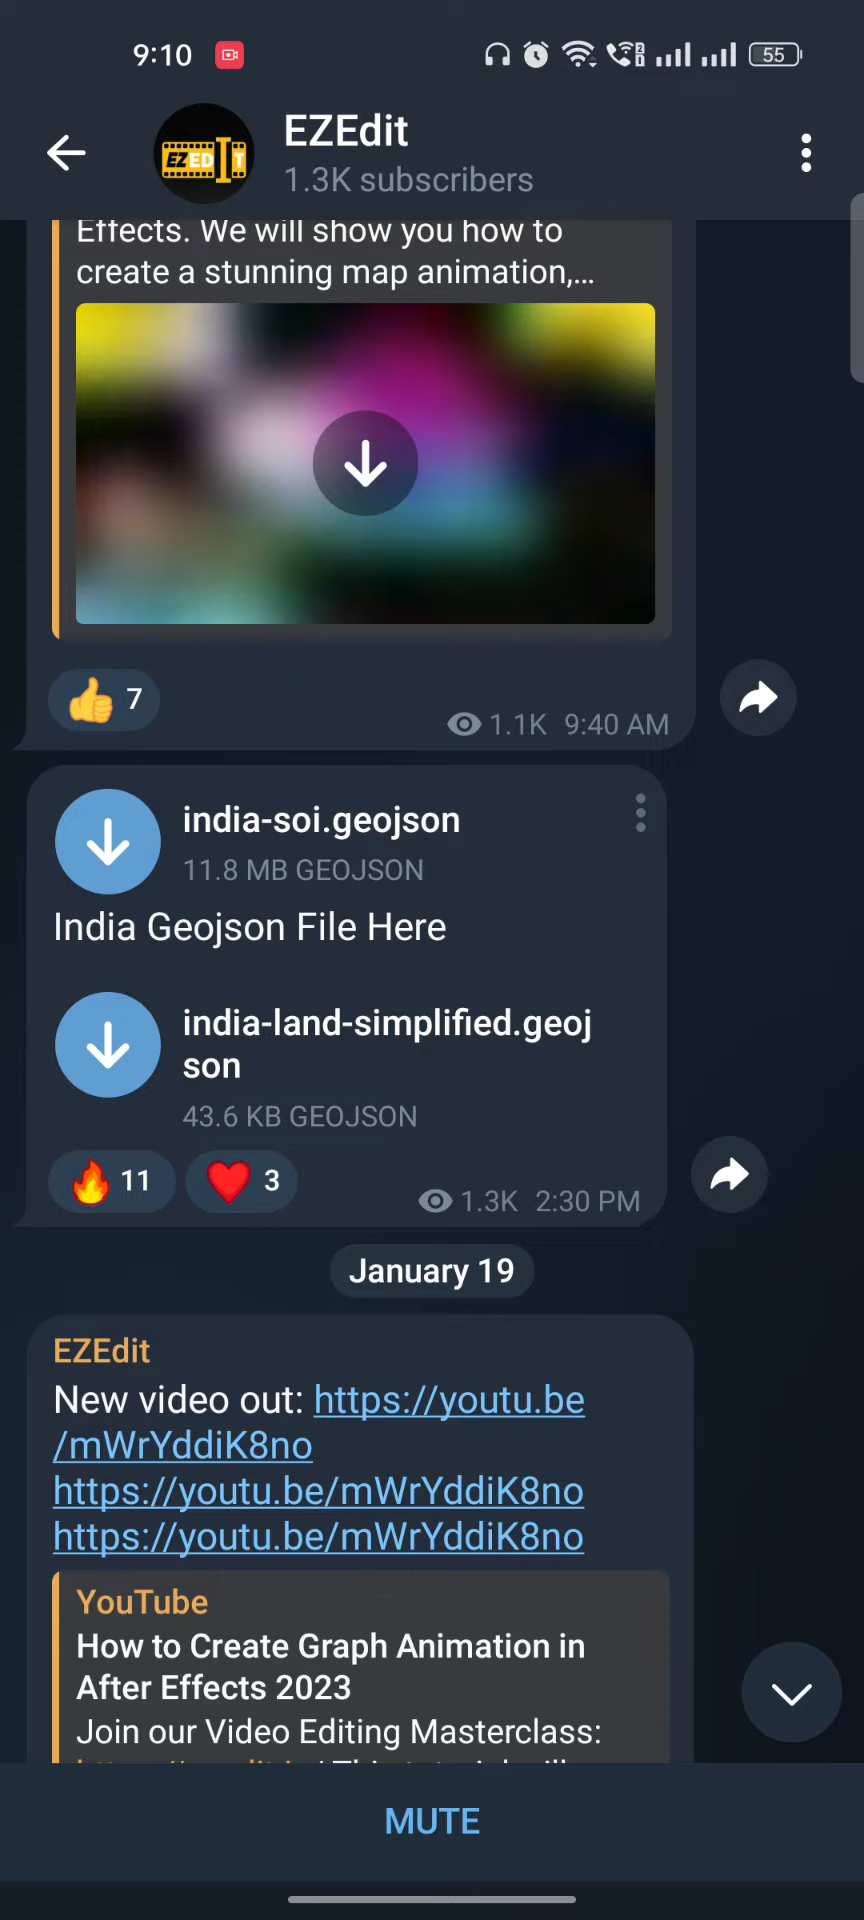 9:10
55
EZEDIT
EZEdit
1.3K subscribers
Effects. We will show you how to
create a stunning map animation,...
7
1.1K 9:40 AM
india-soi.geojson
11.8 MB GEOJSON
India Geojson File Here
india-land-simplified.geoj
son
43.6 KB GEOJSON
11 3
1.3K 2:30 PM
January 19
EZEdit
New video out: https://youtu.be
/mWrYddiK8no
https://youtu.be/mWrYddiK8no
https://youtu.be/mWrYddiK8no
YouTube
How to Create Graph Animation in
After Effects 2023
Join our Video Editing Masterclass:
MUTE